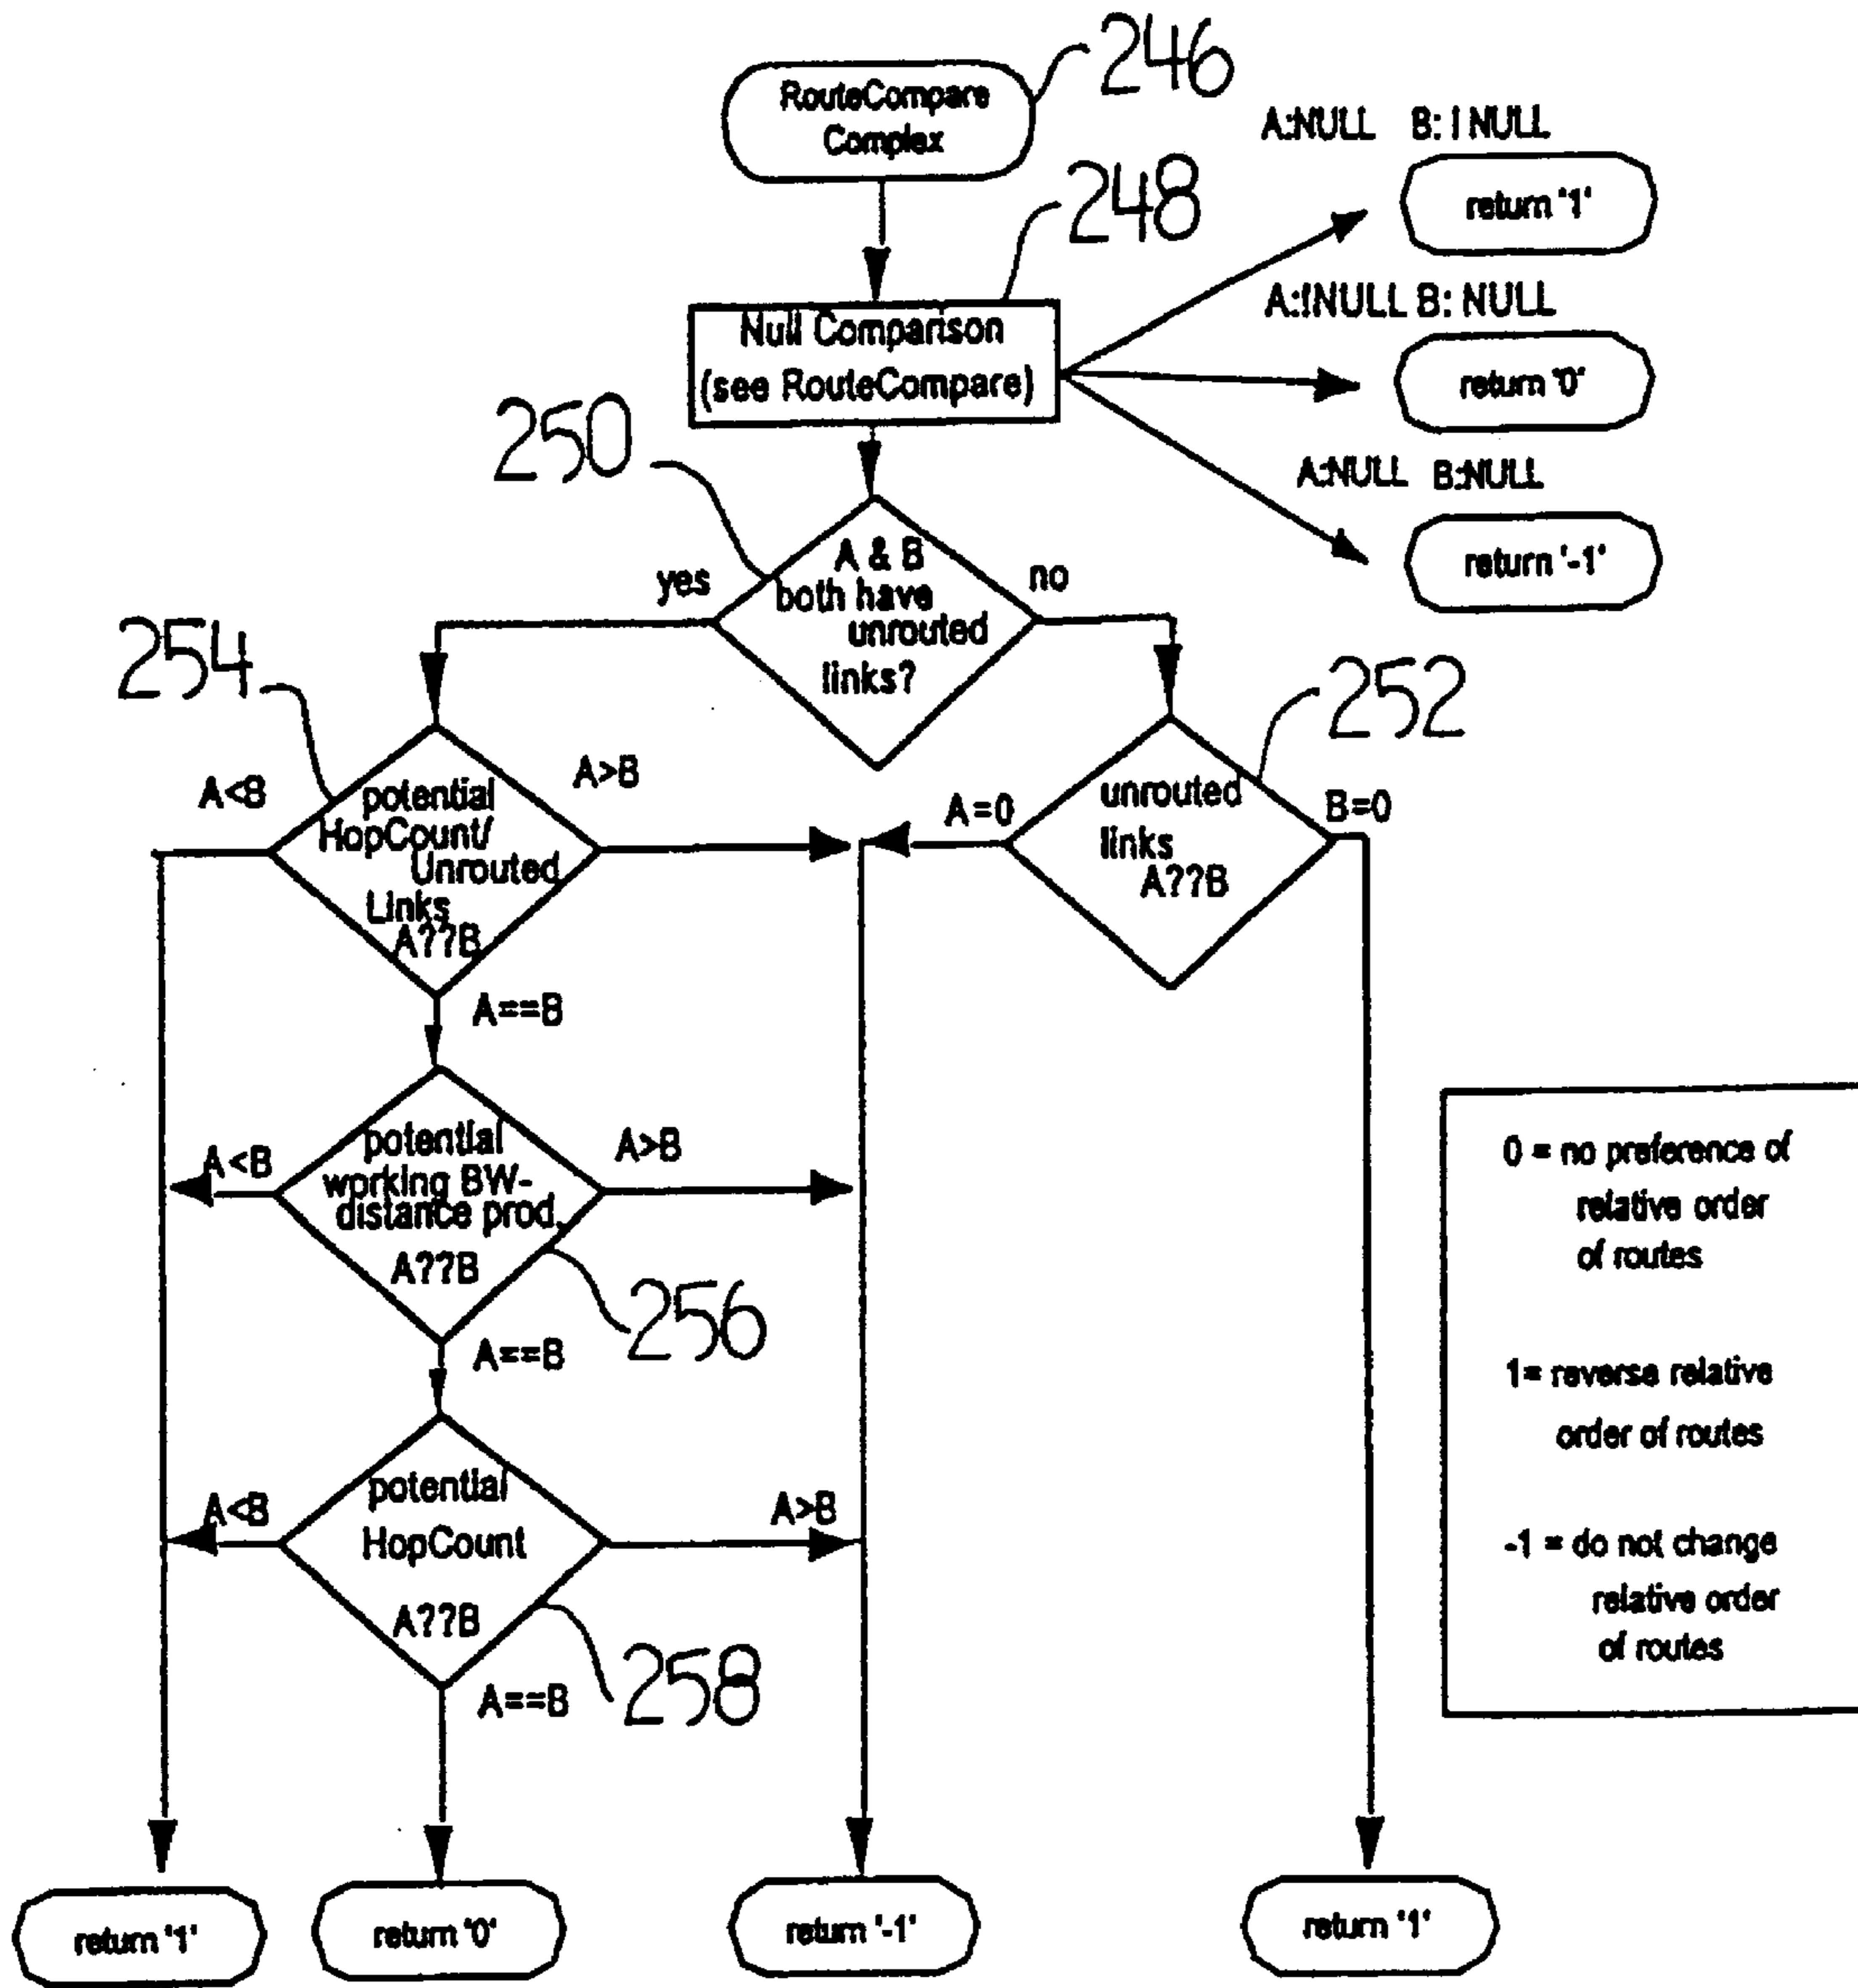 246
RouteCompare
Complex
A:NULL B: ! NULL
return '1'
248
A:!NULL B: NULL
Null Comparison
(see RouteCompare)
return '0'
250
A:NULL B:NULL
return '-1'
A & B
both have
unrouted
links?
yes
no
254
252
A<B
A>B
potential
HopCount/
Unrouted
Links
A??B
A=0
unrouted
links
A??B
B=0
A==B
A<B
potential
working BW-
distance prod.
A??B
A>B
256
A==B
0 = no preference of
relative order
of routes
1= reverse relative
order of routes
-1 = do not change
relative order
of routes
A<B
potential
HopCount
A??B
A>B
258
A==B
return '1'
return '0'
return '-1'
return '1'